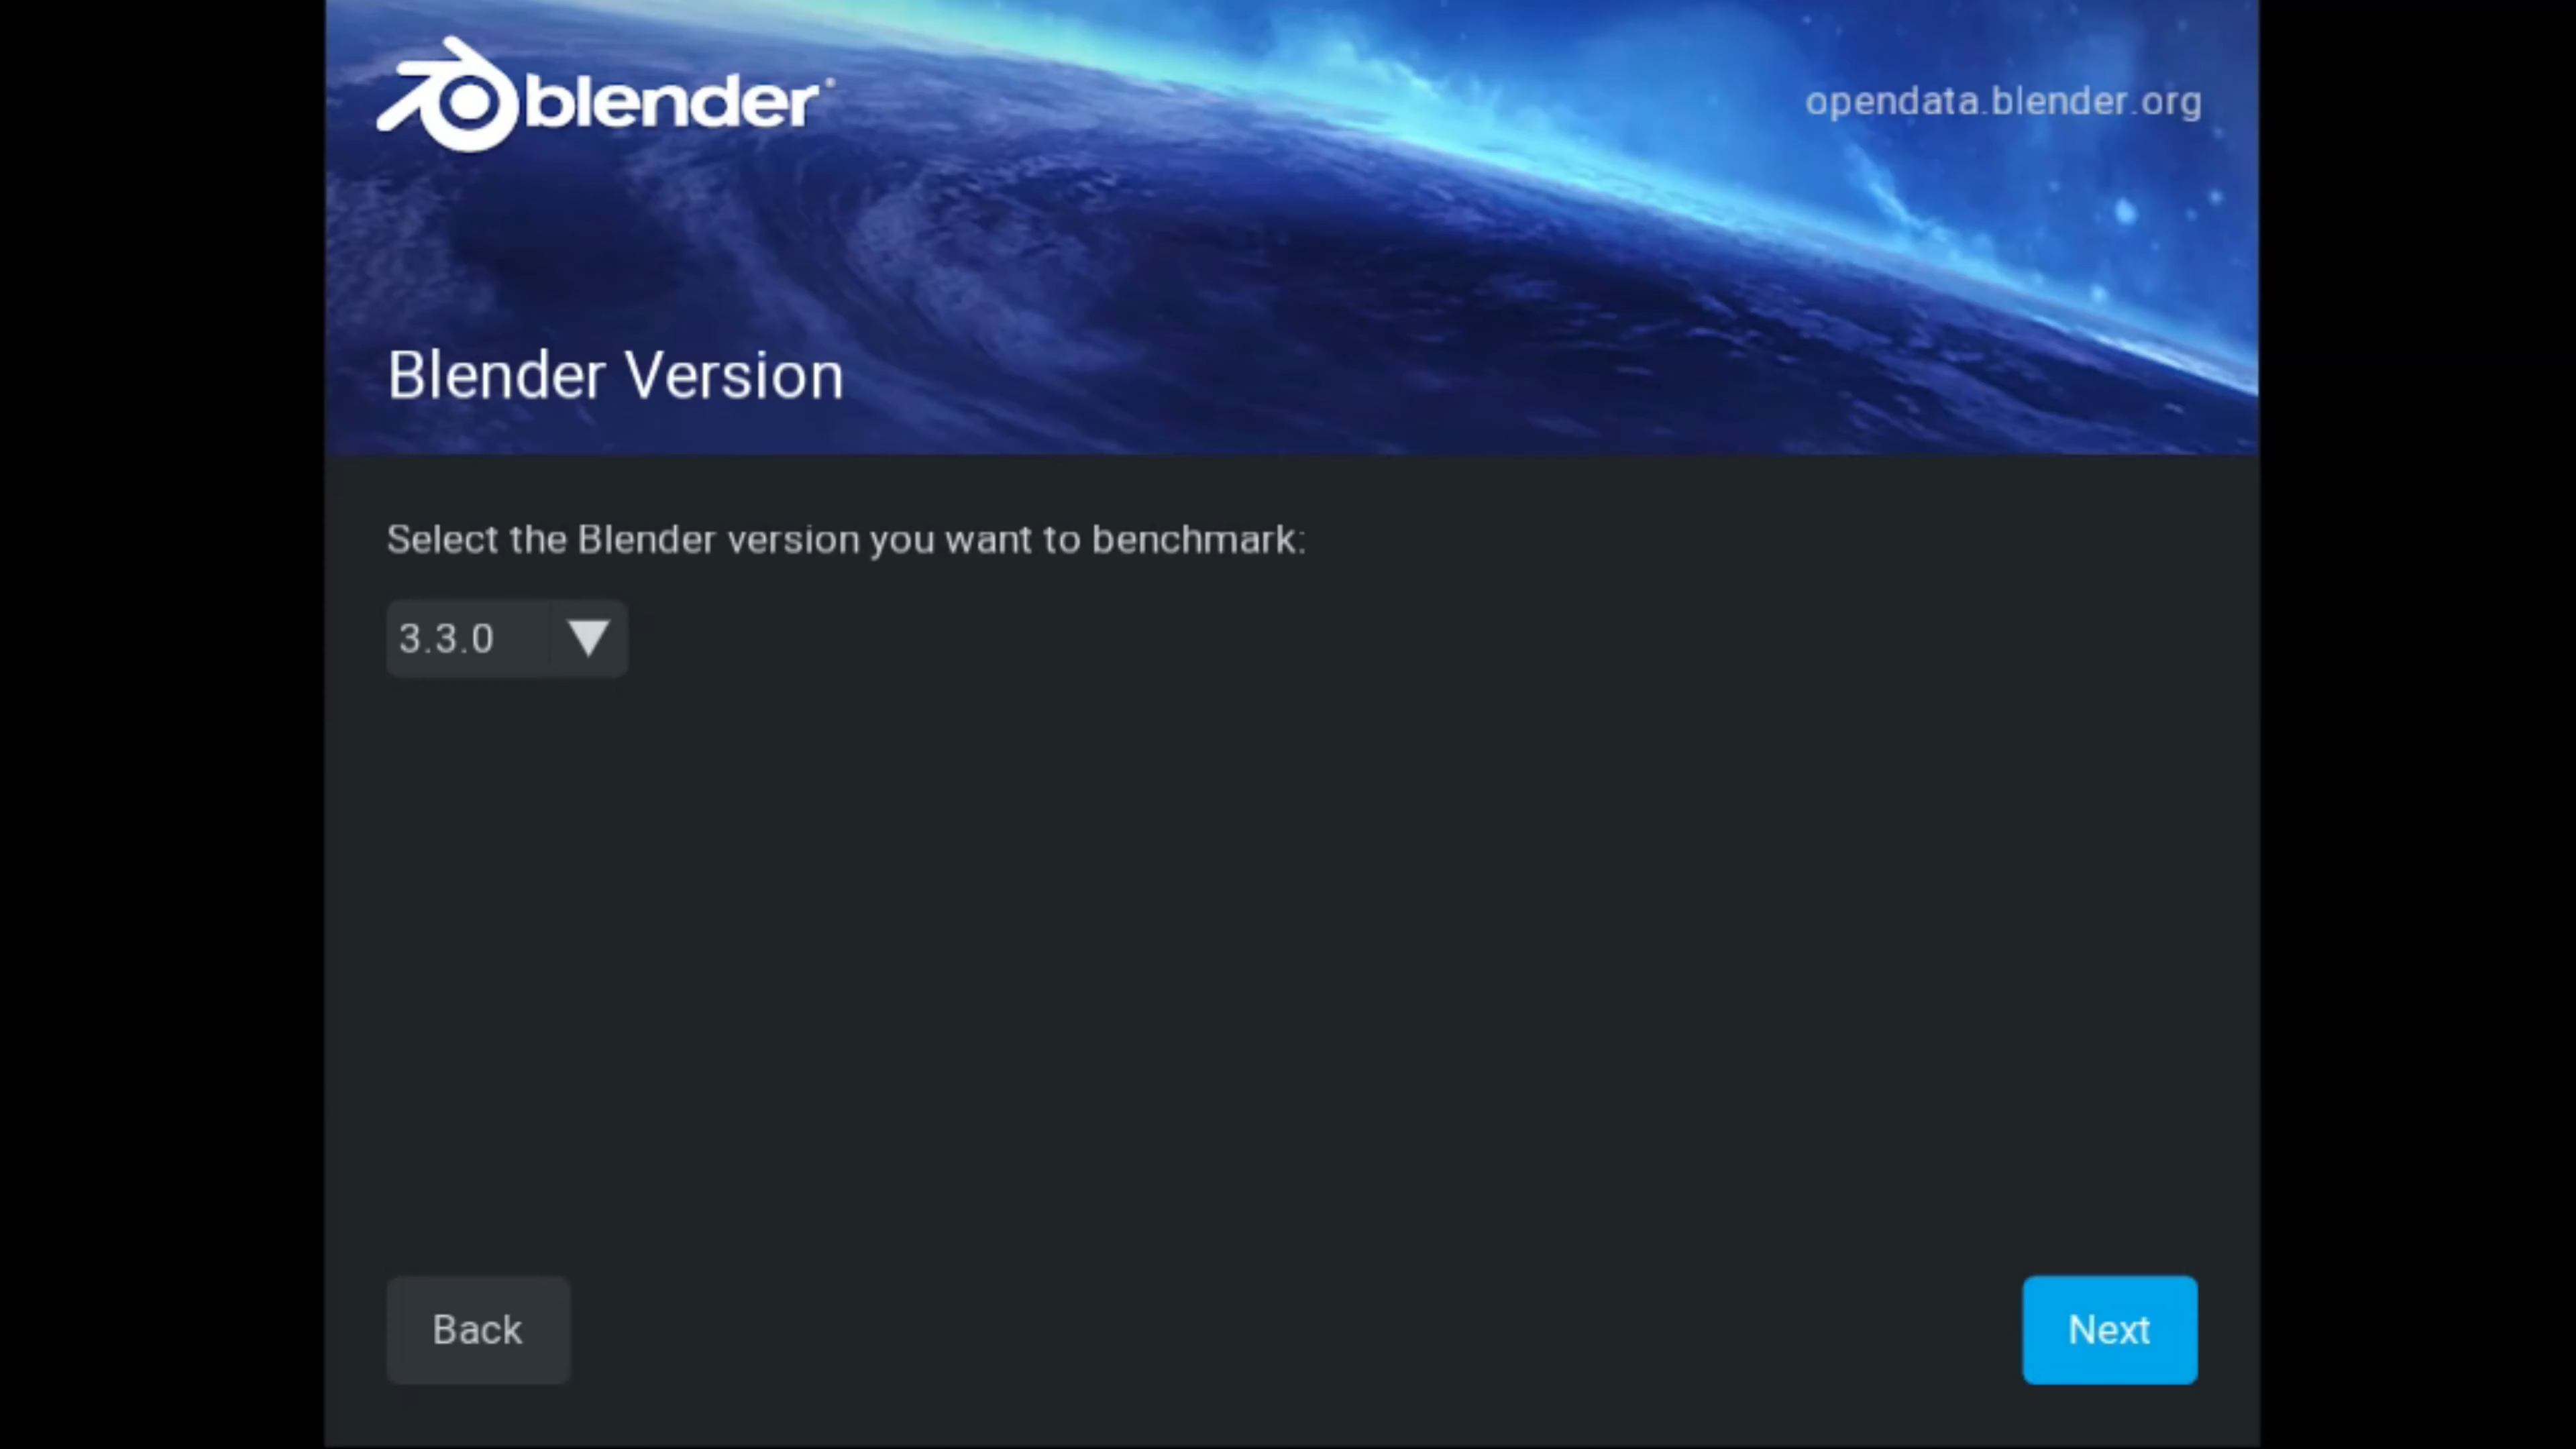 blender
opendata.blender.org
Blender Version
Select the Blender version you want to benchmark:
3.3.0
Back
Next